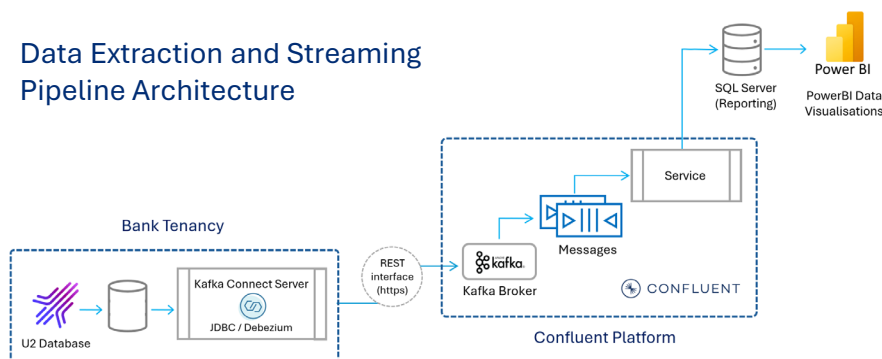 Data Extraction and Streaming
Pipeline Architecture
SQL Server
(Reporting)
Power BI
PowerBI Data
Visualisations
Service
Messages
kafka
Kafka Broker
CONFLUENT
Confluent Platform
REST
interface
(https)
Bank Tenancy
U2 Database
Kafka Connect Server
JDBC / Debezium